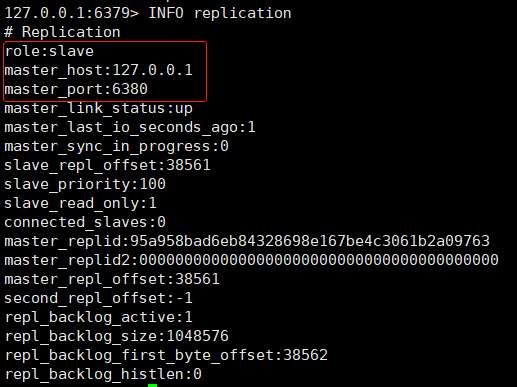 127.0.0.1:6379> INFO replication
# Replication
role:slave
master_host:127.0.0.1
master_port:6380
master_link_status:up
master_last_io_seconds_ago:1
master_sync_in_progress:0
slave_repl_offset:38561
slave_priority:100
slave_read_only:1
connected_slaves:0
master_replid:95a958bad6eb84328698e167be4c3061b2a09763
master_replid2:0000000000000000000000000000000000000000
master_repl_offset:38561
second_repl_offset:-1
repl_backlog_active:1
repl_backlog_size:1048576
repl_backlog_first_byte_offset:38562
repl_backlog_histlen:0